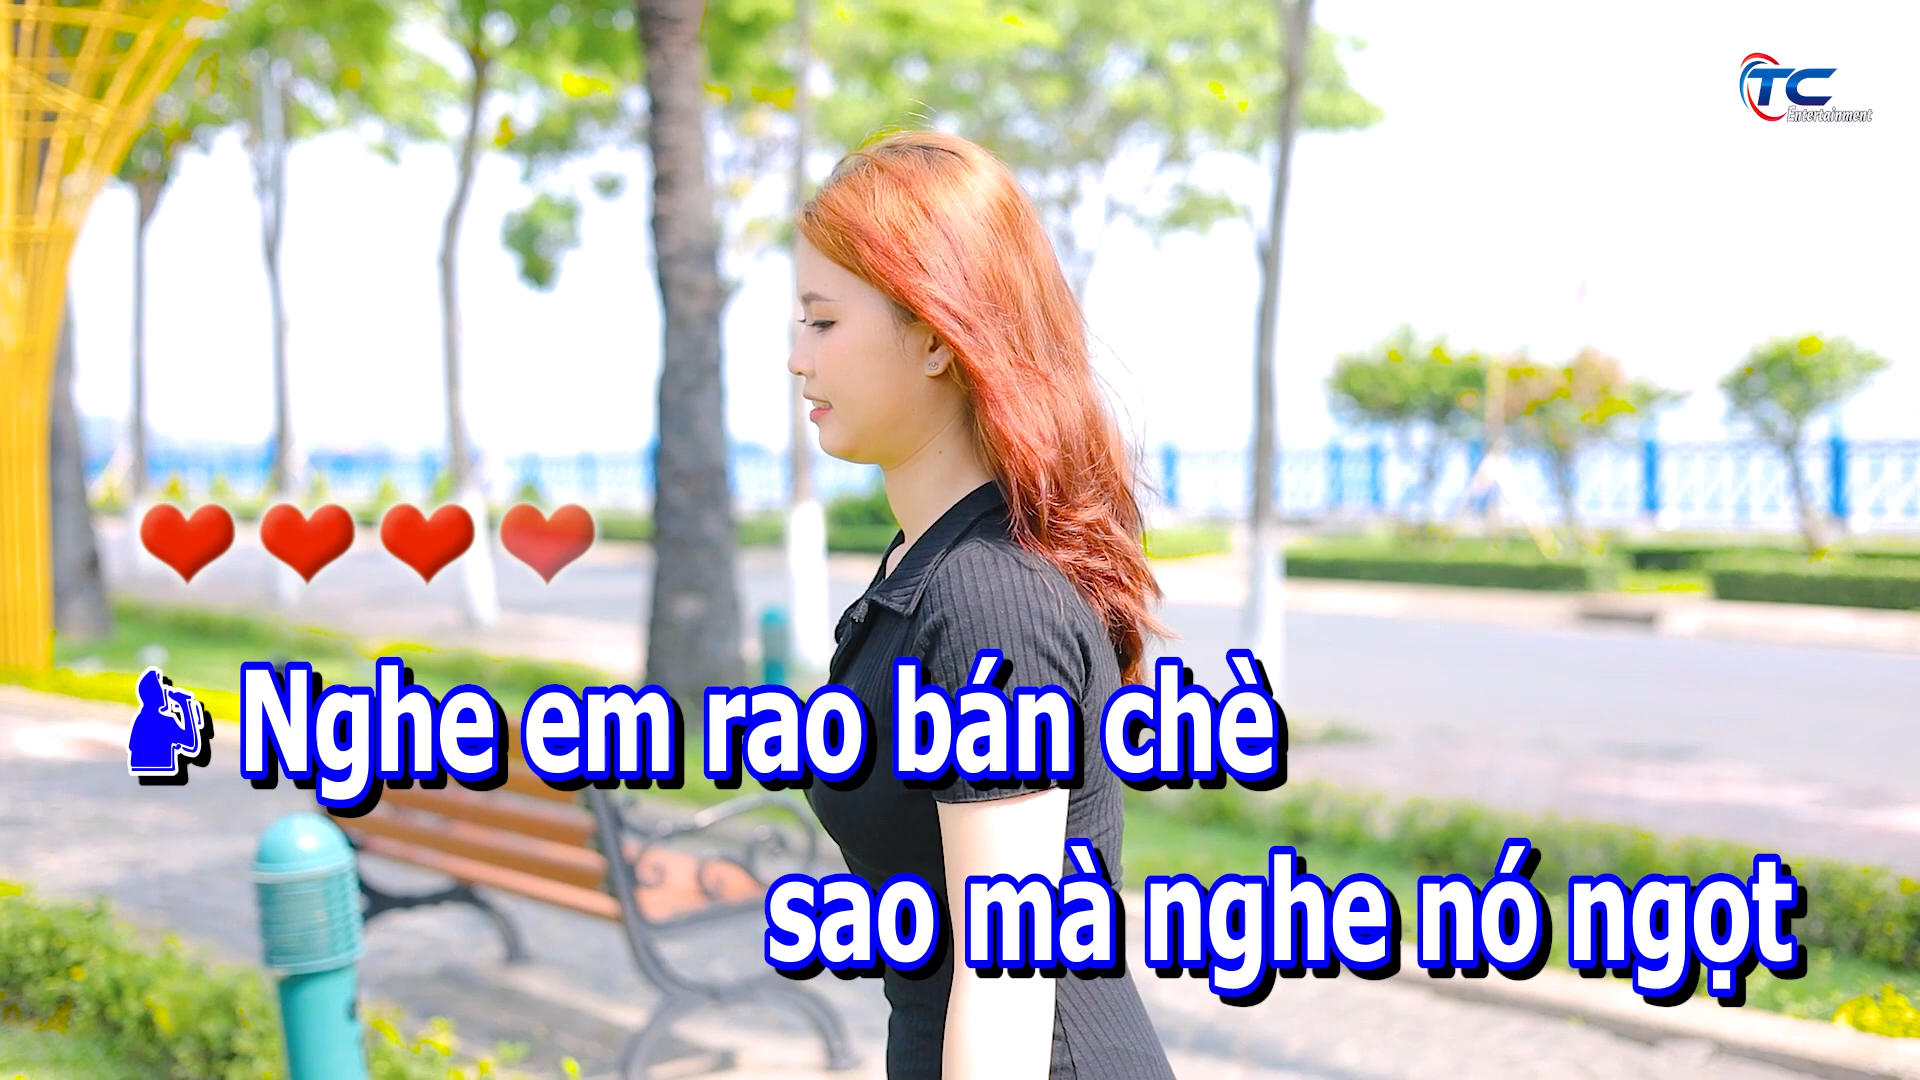 TC
Entertainment
Nghe em rao bán chè
sao mà nghe nó ngọt